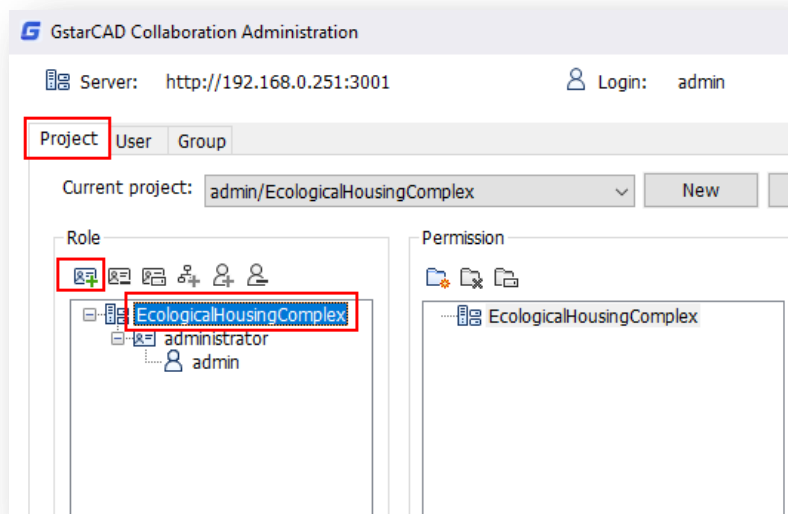 GstarCAD Collaboration Administration
Server: http://192.168.0.251:3001 Login: admin
Project User Group
Current project: admin/EcologicalHousingComplex New
Role Permission
EcologicalHousingComplex EcologicalHousingComplex
administrator
admin